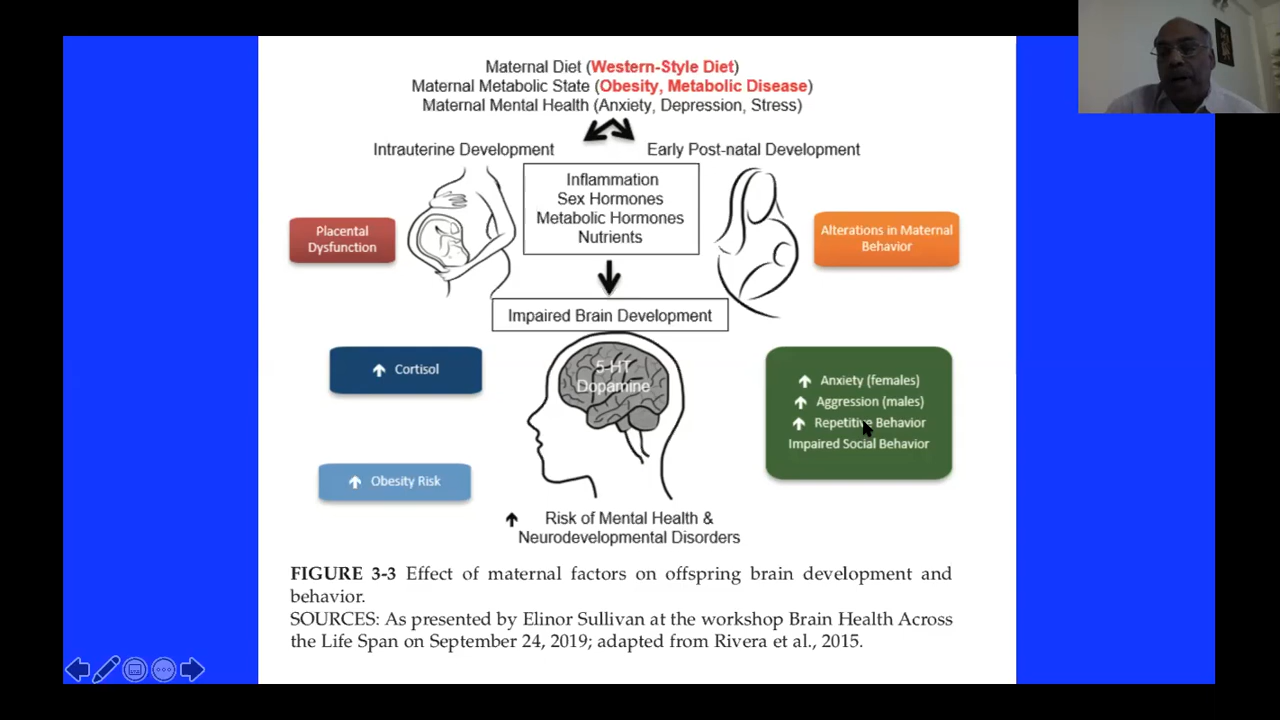 Maternal Diet (Western-Style Diet)
Maternal Metabolic State (Obesity, Metabolic Disease)
Maternal Mental Health (Anxiety, Depression, Stress)
Intrauterine Development
Early Post-natal Development
Inflammation
Sex Hormones
Metabolic Hormones
Nutrients
Placental
Dysfunction
Alterations in Maternal
Behavior
Impaired Brain Development
5-HT
Dopamine
Cortisol
Anxiety (females)
Aggression (males)
Repetitive Behavior
Impaired Social Behavior
Obesity Risk
Risk of Mental Health &
Neurodevelopmental Disorders
FIGURE 3-3 Effect of maternal factors on offspring brain development and
behavior.
SOURCES: As presented by Elinor Sullivan at the workshop Brain Health Across
the Life Span on September 24, 2019; adapted from Rivera et al., 2015.